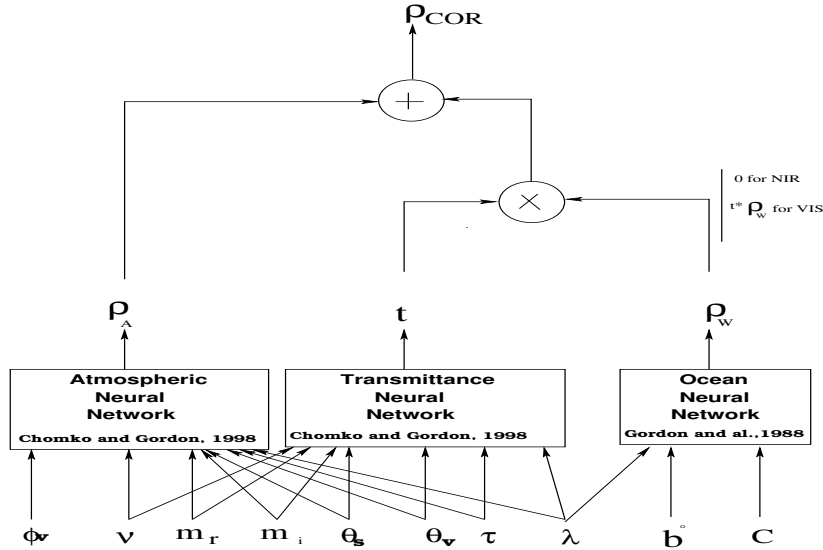 ρCOR
+
×
0 for NIR
t* ρw for VIS
ρA
t
ρW
Atmospheric
Neural
Network
Chomko and Gordon, 1998
Transmittance
Neural
Network
Chomko and Gordon, 1998
Ocean
Neural
Network
Gordon and al.,1988
ϕv
ν
mr
mi
θs
θv
τ
λ
b°
C